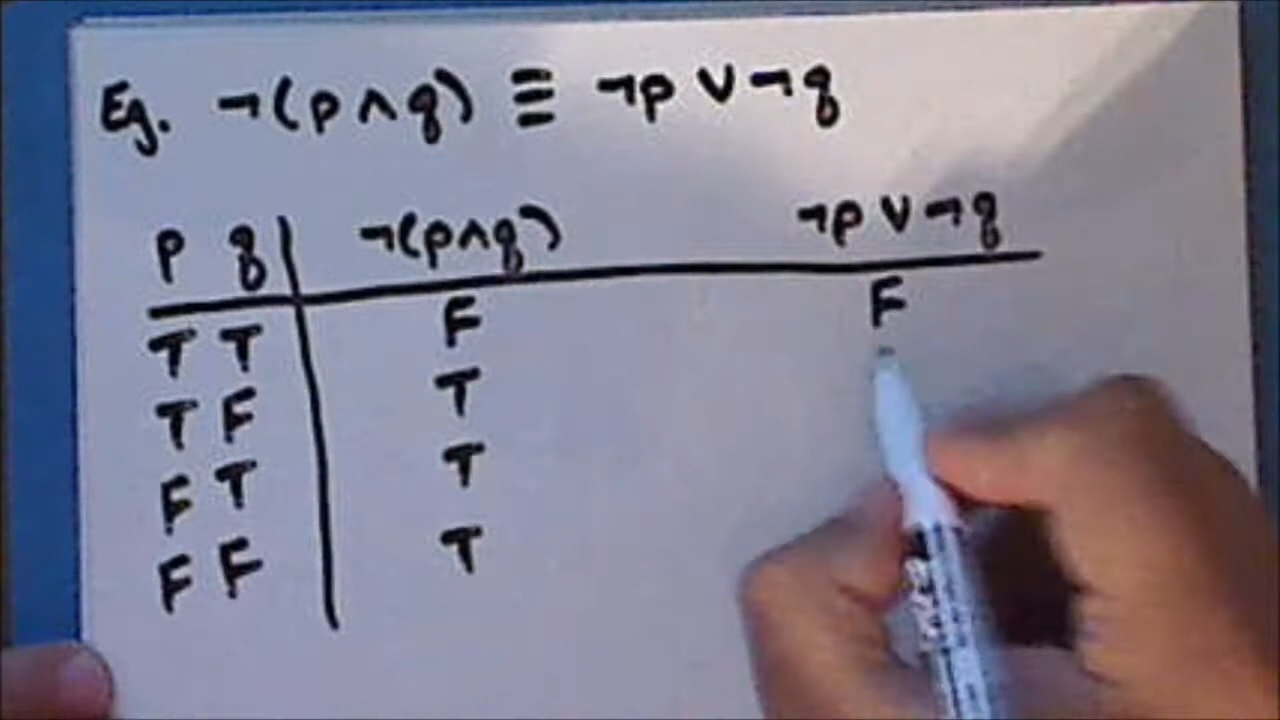 Eg. ¬(p∧q) ≡ ¬p∨¬q
p q ¬(p∧q) ¬p∨¬q
T T F F
T F T
F T T
F F T